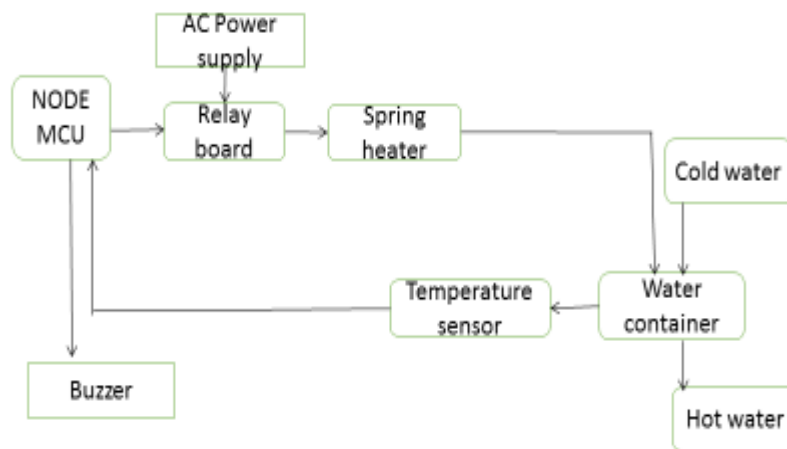 AC Power
supply
NODE
MCU
Relay
board
Spring
heater
Cold water
Temperature
sensor
Water
container
Buzzer
Hot water